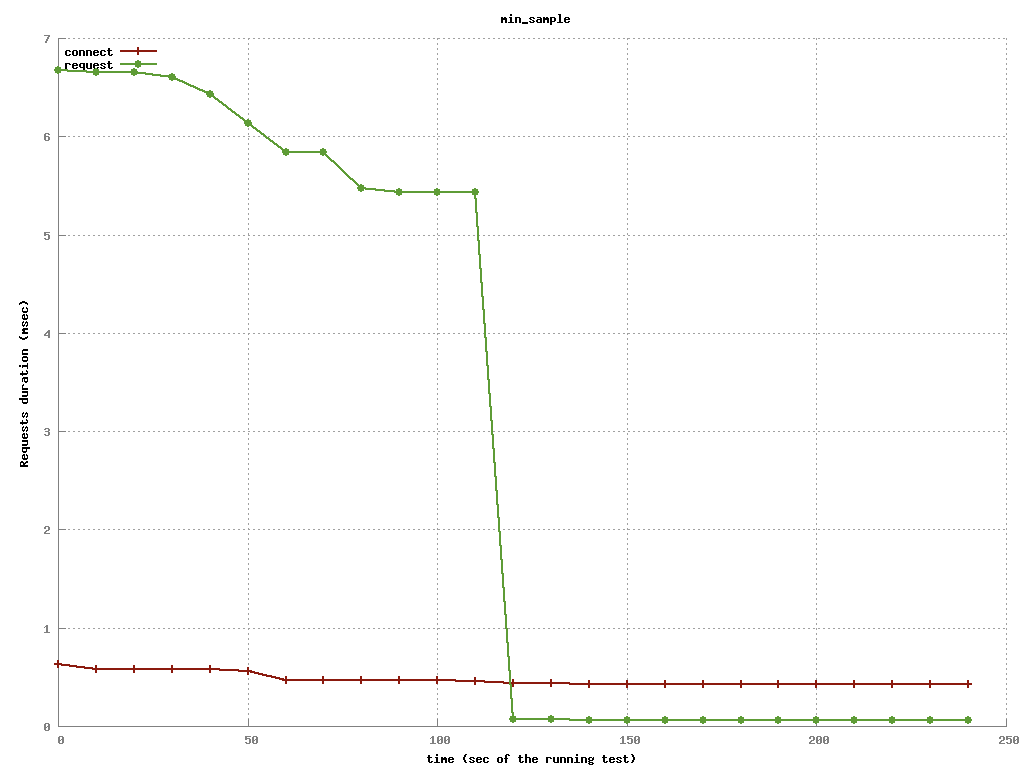 min_sample
connect
request
7
6
5
4
3
2
1
0
Requests duration (msec)
0 50 100 150 200 250
time (sec of the running test)